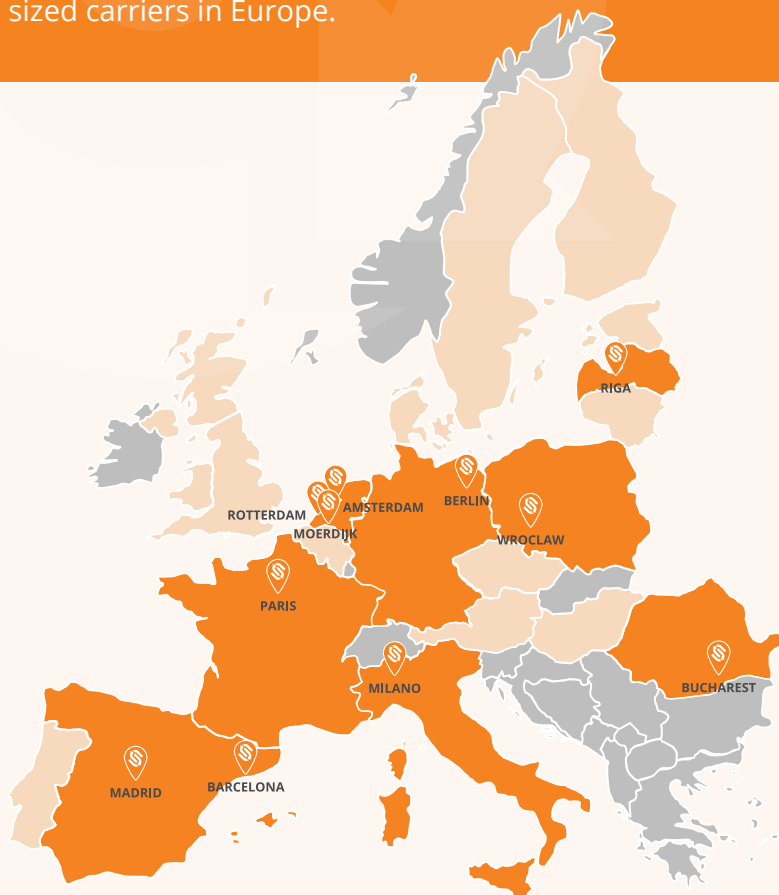 sized carriers in Europe.
RIGA
BERLIN
AMSTERDAM
ROTTERDAM
MOERDIJK
WROCLAW
PARIS
MILANO
BUCHAREST
BARCELONA
MADRID